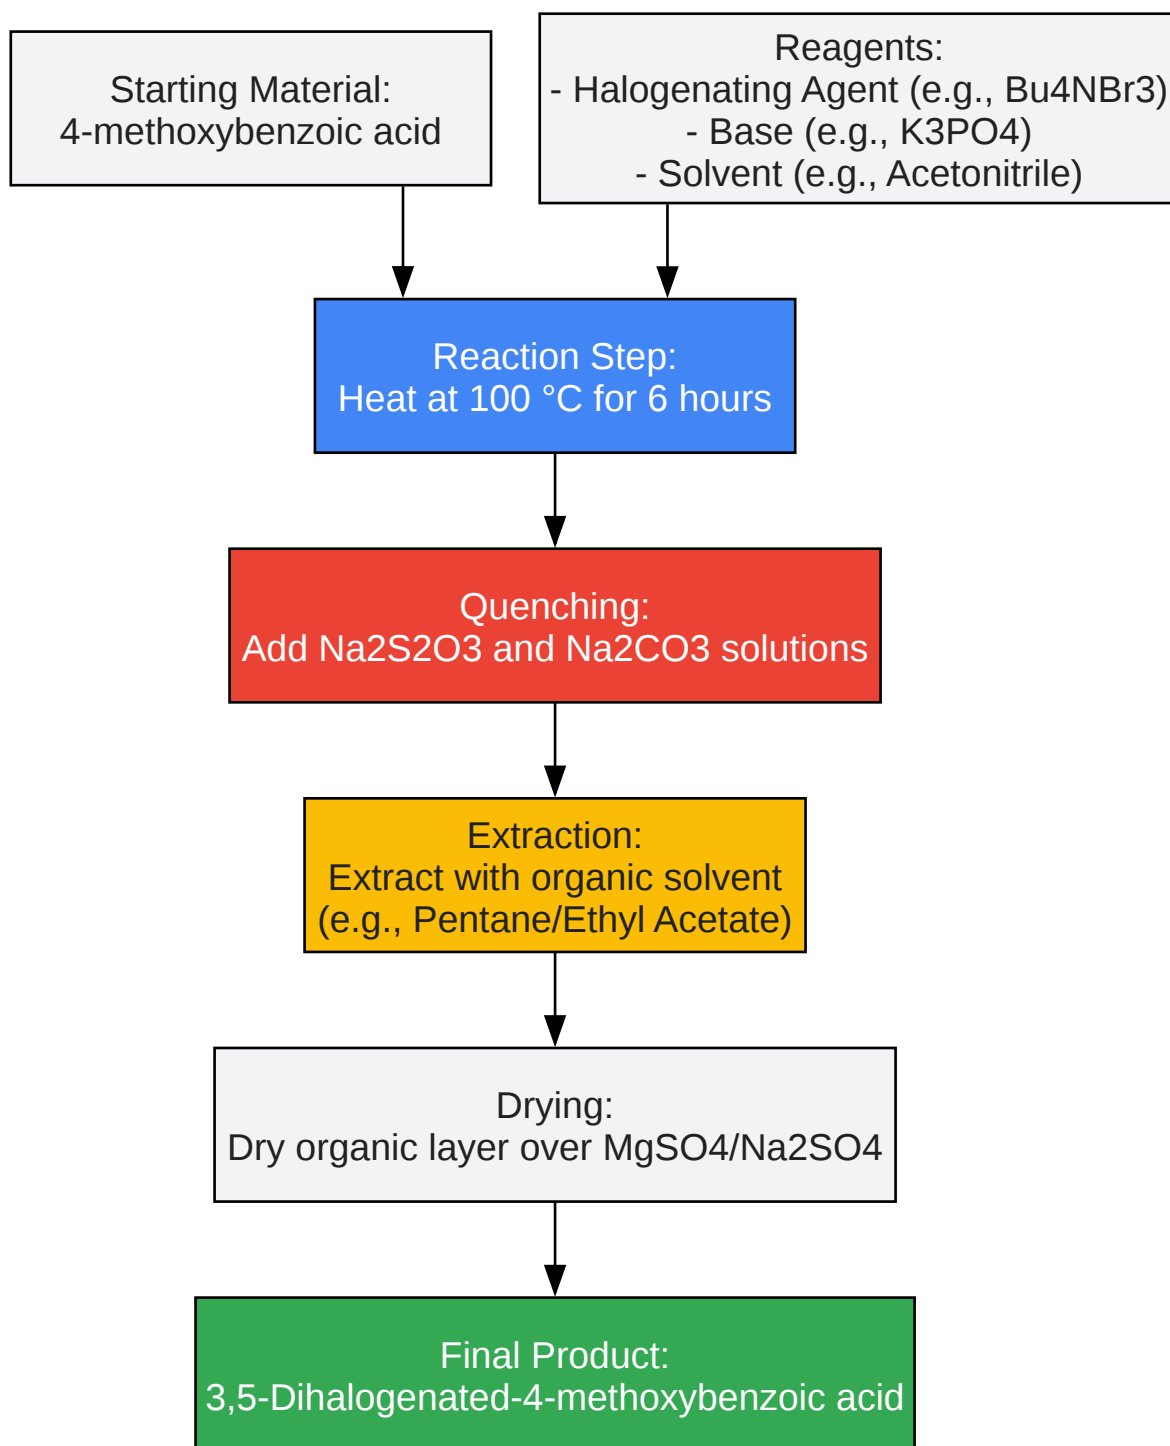 Starting Material:
4-methoxybenzoic acid
Reagents:
- Halogenating Agent (e.g., Bu4NBr3)
- Base (e.g., K3PO4)
- Solvent (e.g., Acetonitrile)
Reaction Step:
Heat at 100 °C for 6 hours
Quenching:
Add Na2S2O3 and Na2CO3 solutions
Extraction:
Extract with organic solvent
(e.g., Pentane/Ethyl Acetate)
Drying:
Dry organic layer over MgSO4/Na2SO4
Final Product:
3,5-Dihalogenated-4-methoxybenzoic acid